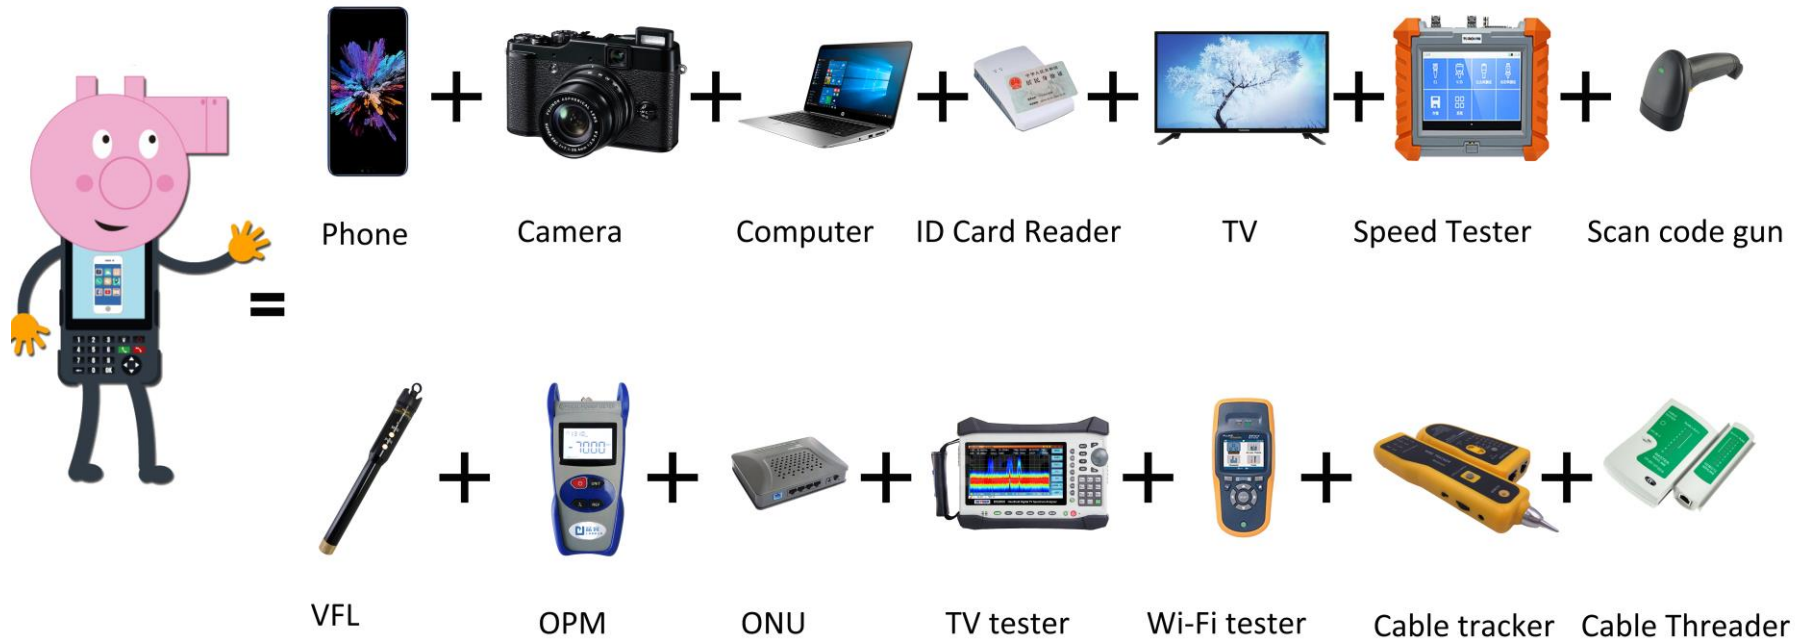 Phone
Camera
Computer
ID Card Reader
TV
Speed Tester
Scan code gun
=
VFL
OPM
ONU
TV tester
Wi-Fi tester
Cable tracker
Cable Threader